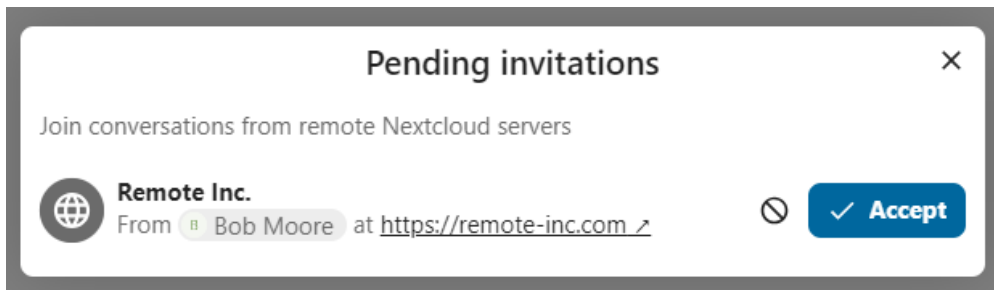 Pending invitations
Join conversations from remote Nextcloud servers
Remote Inc.
From Bob Moore at https://remote-inc.com ↗
Accept